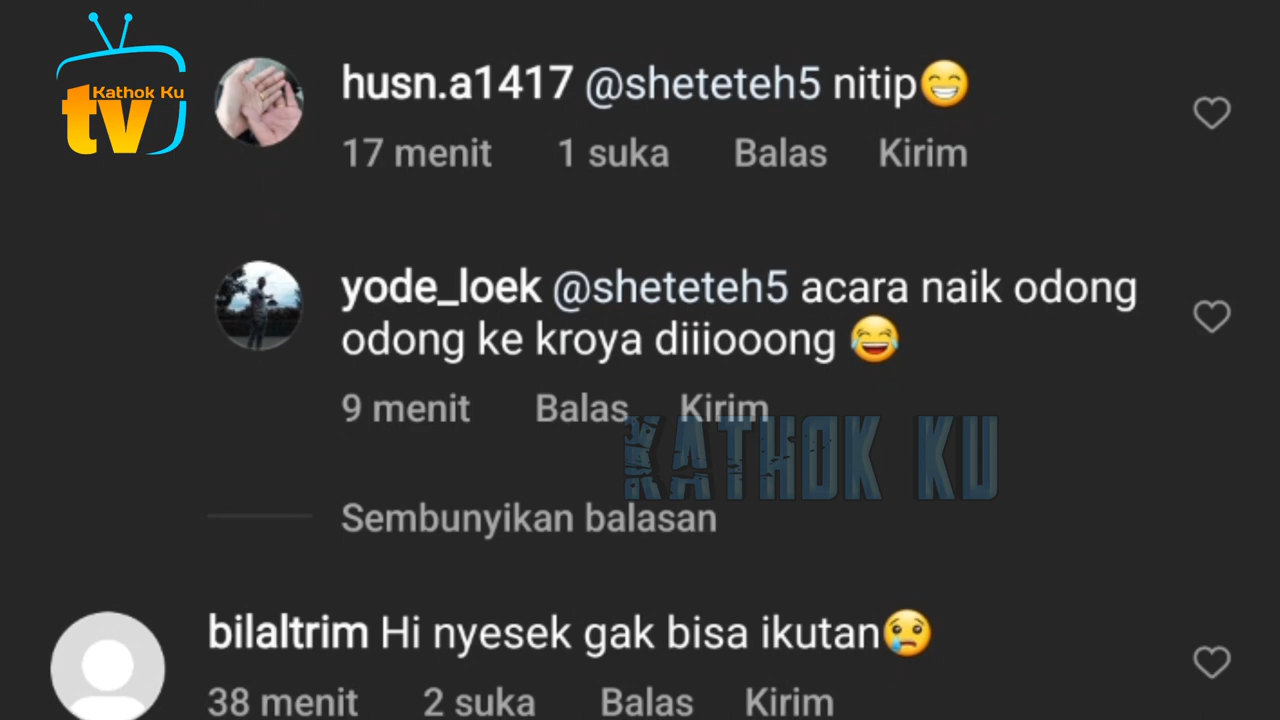 Kathok Ku
tv
husn.a1417 @sheteteh5 nitip😁
17 menit 1 suka Balas Kirim
yode_loek @sheteteh5 acara naik odong
odong ke kroya diiiooong 😂
9 menit Balas Kirim
KATHOK KU
Sembunyikan balasan
bilaltrim Hi nyesek gak bisa ikutan😢
38 menit 2 suka Balas Kirim